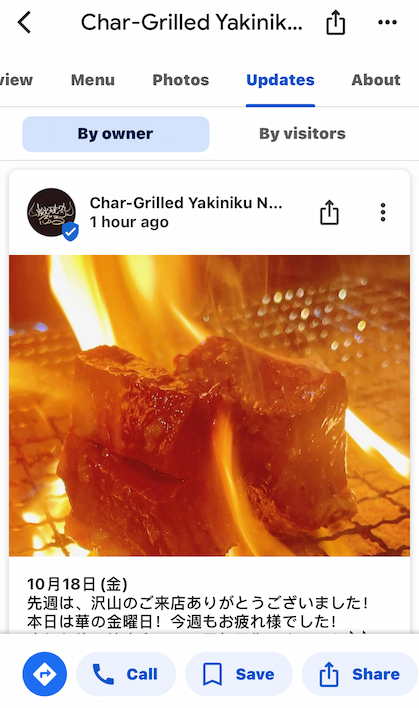 Char-Grilled Yakinik...
view
Menu
Photos
Updates
About
By owner
By visitors
Char-Grilled Yakiniku N...
1 hour ago
10月18日(金)
先週は、沢山のご来店ありがとうございました！
本日は華の金曜日！今週もお疲れ様でした！
Call
Save
Share